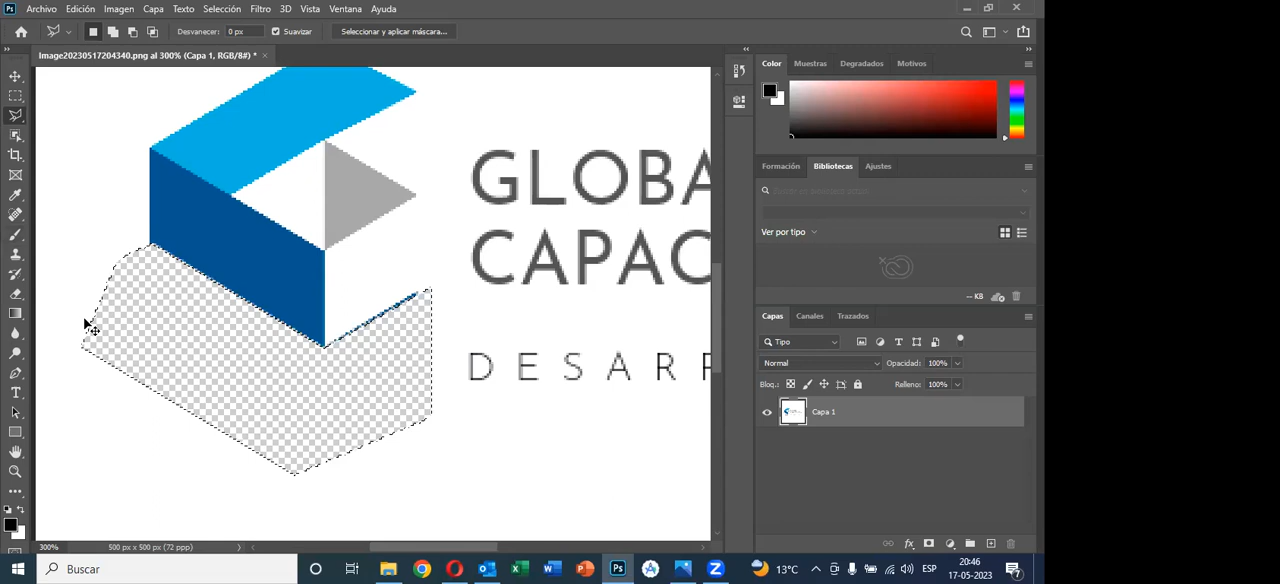 Ps Archivo Edición Imagen Capa Texto Selección Filtro 3D Vista Ventana Ayuda
Desvanecer: 0 px Suavizar Seleccionar y aplicar máscara...
Image20230517204340.png al 300% (Capa 1, RGB/8#) *
Color Muestras Degradados Motivos
GLOBA
CAPAC
DESARR
Formación Bibliotecas Ajustes
Ver por tipo
-- KB
Capas Canales Trazados
Tipo
Normal Opacidad: 100%
Bloq.: Relleno: 100%
Capa 1
300% 500 px x 500 px (72 ppp)
Buscar
13°C ESP 20:46
17-05-2023